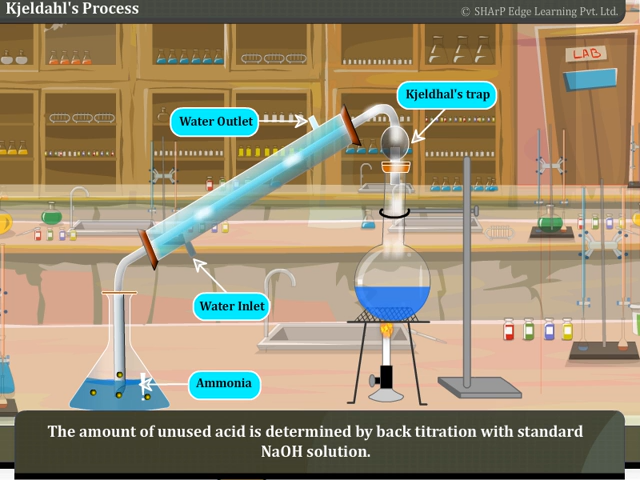 Kjeldahl's Process
© SHArP Edge Learning Pvt. Ltd.
LAB
Kjeldhal's trap
Water Outlet
Water Inlet
Ammonia
The amount of unused acid is determined by back titration with standard
NaOH solution.